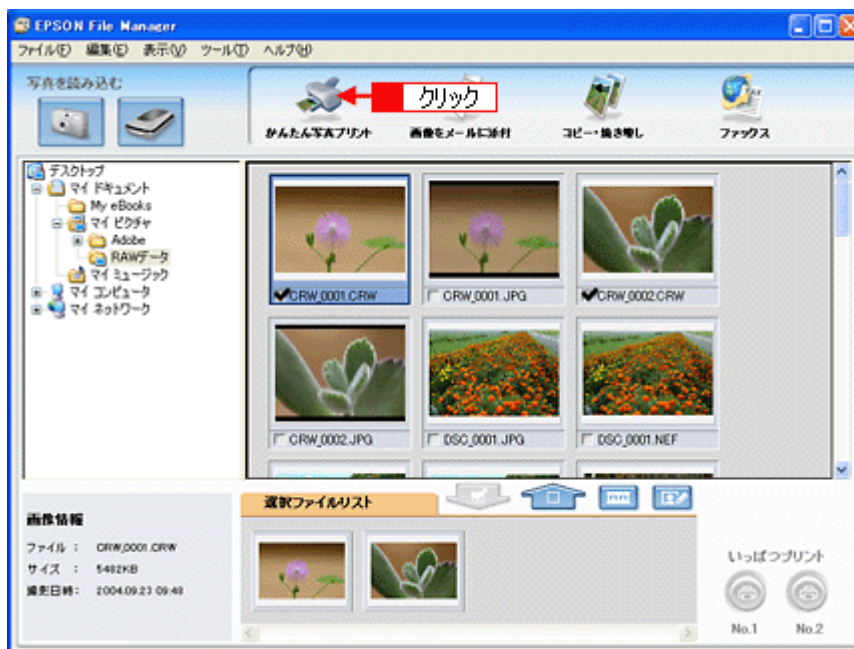 EPSON File Manager
ファイル(F) 編集(E) 表示(V) ツール(T) ヘルプ(H)
写真を読み込む
クリック
かんたん写真プリント 画像をメールに添付 コピー・焼き増し ファックス
デスクトップ
マイ ドキュメント
My eBooks
マイ ピクチャ
Adobe
RAWデータ
マイ ミュージック
マイ コンピュータ
マイ ネットワーク
CRW_0001.CRW CRW_0001.JPG CRW_0002.CRW
CRW_0002.JPG DSC_0001.JPG DSC_0001.NEF
選択ファイルリスト
画像情報
ファイル : CRW_0001.CRW
サイズ : 5482KB
撮影日時: 2004.09.23 09:48
いっぱつプリント
No.1 No.2